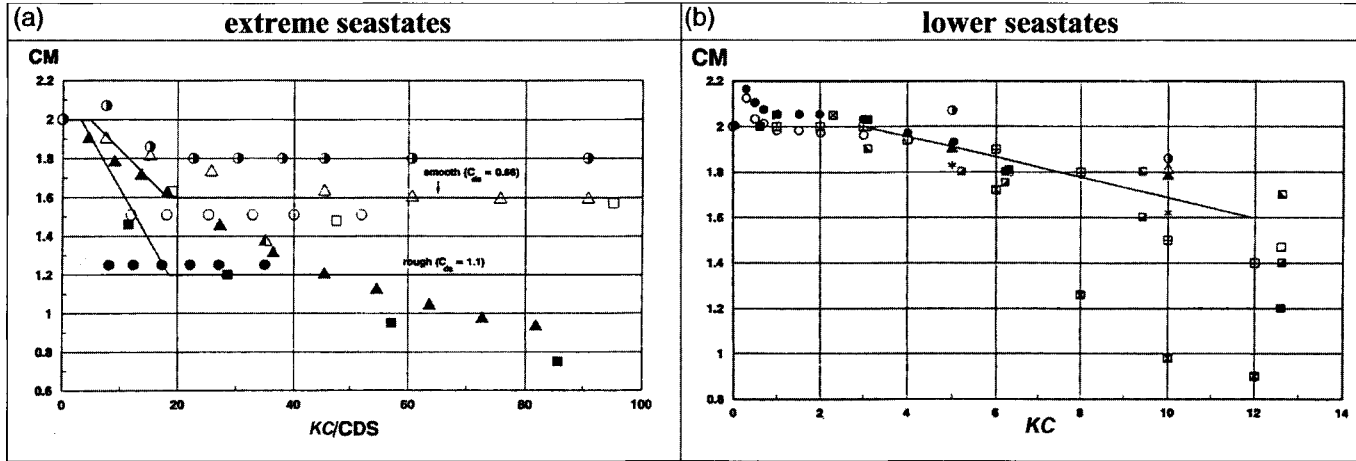 (a) extreme seastates
CM
2.2
2
1.8
1.6
1.4
1.2
1
0.8
0.6
smooth (C_ds = 0.66)
rough (C_ds = 1.1)
0 20 40 60 80 100
KC/CDS
(b) lower seastates
CM
2.2
2
1.8
1.6
1.4
1.2
1
0.8
0 2 4 6 8 10 12 14
KC